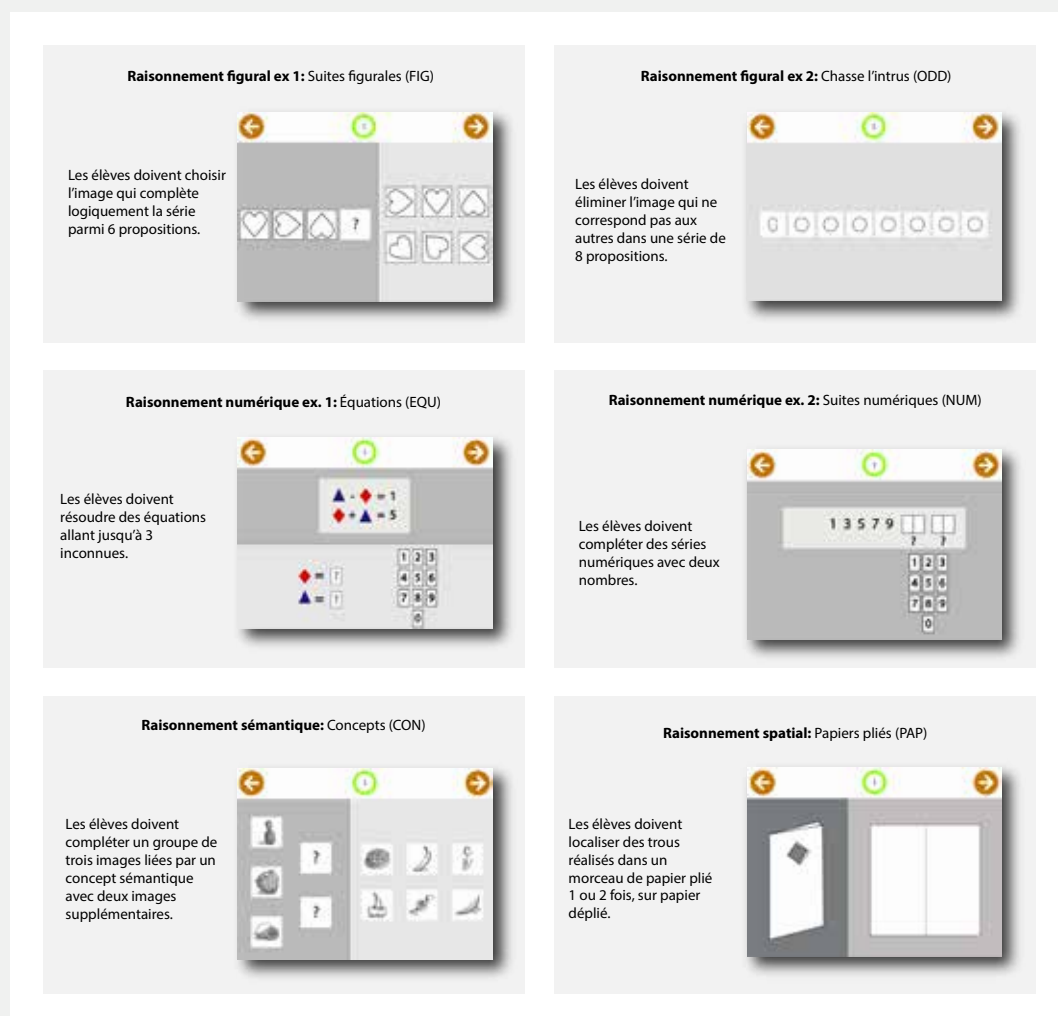 Raisonnement figural ex 1: Suites figurales (FIG)
Les élèves doivent choisir
l'image qui complète
logiquement la série
parmi 6 propositions.
?
Raisonnement figural ex 2: Chasse l'intrus (ODD)
Les élèves doivent
éliminer l'image qui ne
correspond pas aux
autres dans une série de
8 propositions.
Raisonnement numérique ex. 1: Équations (EQU)
Les élèves doivent
résoudre des équations
allant jusqu'à 3
inconnues.
- = 1
+ = 5
= ?
= ?
1 2 3
4 5 6
7 8 9
0
Raisonnement numérique ex. 2: Suites numériques (NUM)
Les élèves doivent
compléter des séries
numériques avec deux
nombres.
1 3 5 7 9
? ?
1 2 3
4 5 6
7 8 9
0
Raisonnement sémantique: Concepts (CON)
Les élèves doivent
compléter un groupe de
trois images liées par un
concept sémantique
avec deux images
supplémentaires.
?
?
Raisonnement spatial: Papiers pliés (PAP)
Les élèves doivent
localiser des trous
réalisés dans un
morceau de papier plié
1 ou 2 fois, sur papier
déplié.